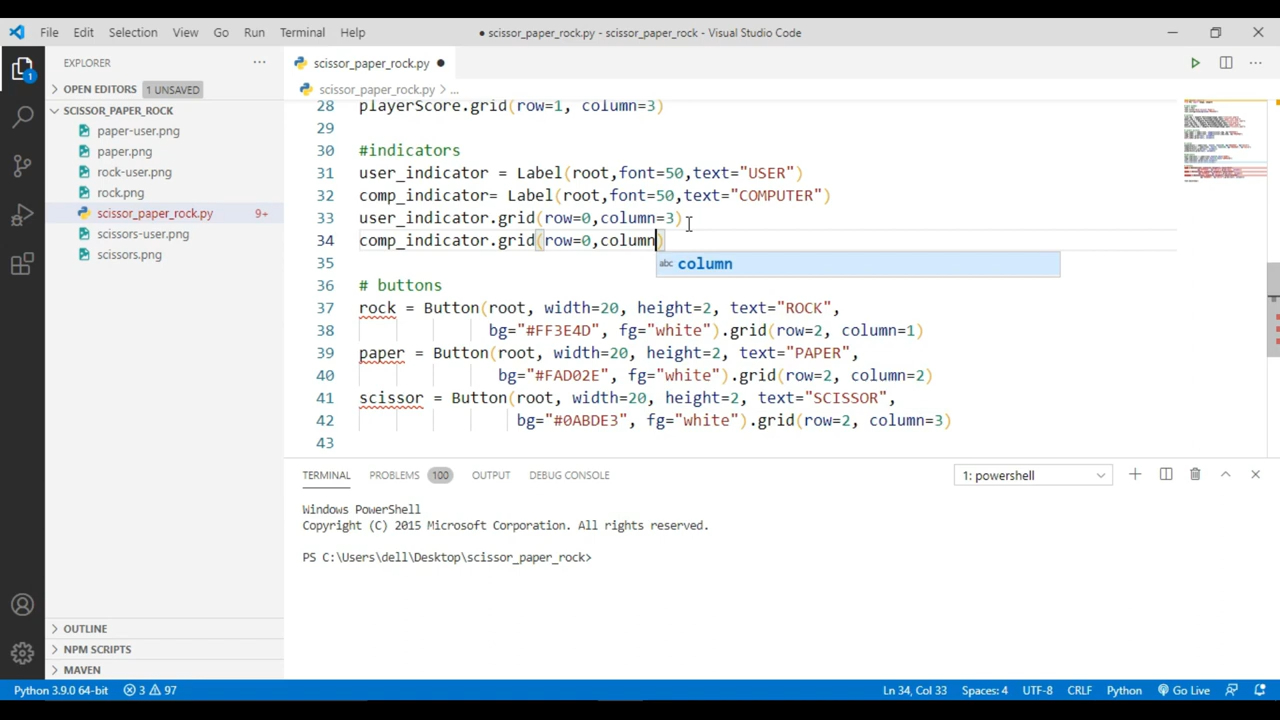 File Edit Selection View Go Run Terminal Help
● scissor_paper_rock.py - scissor_paper_rock - Visual Studio Code
EXPLORER
OPEN EDITORS 1 UNSAVED
SCISSOR_PAPER_ROCK
paper-user.png
paper.png
rock-user.png
rock.png
scissor_paper_rock.py 9+
scissors-user.png
scissors.png
OUTLINE
NPM SCRIPTS
MAVEN
1
scissor_paper_rock.py ●
scissor_paper_rock.py > ...
28 playerScore.grid(row=1, column=3)
29
30 #indicators
31 user_indicator = Label(root,font=50,text="USER")
32 comp_indicator= Label(root,font=50,text="COMPUTER")
33 user_indicator.grid(row=0,column=3)
34 comp_indicator.grid(row=0,column)
abc column
35
36 # buttons
37 rock = Button(root, width=20, height=2, text="ROCK",
38 bg="#FF3E4D", fg="white").grid(row=2, column=1)
39 paper = Button(root, width=20, height=2, text="PAPER",
40 bg="#FAD02E", fg="white").grid(row=2, column=2)
41 scissor = Button(root, width=20, height=2, text="SCISSOR",
42 bg="#0ABDE3", fg="white").grid(row=2, column=3)
43
TERMINAL PROBLEMS 100 OUTPUT DEBUG CONSOLE 1: powershell
Windows PowerShell
Copyright (C) 2015 Microsoft Corporation. All rights reserved.
PS C:\Users\dell\Desktop\scissor_paper_rock>
Python 3.9.0 64-bit 3 97 Ln 34, Col 33 Spaces: 4 UTF-8 CRLF Python Go Live